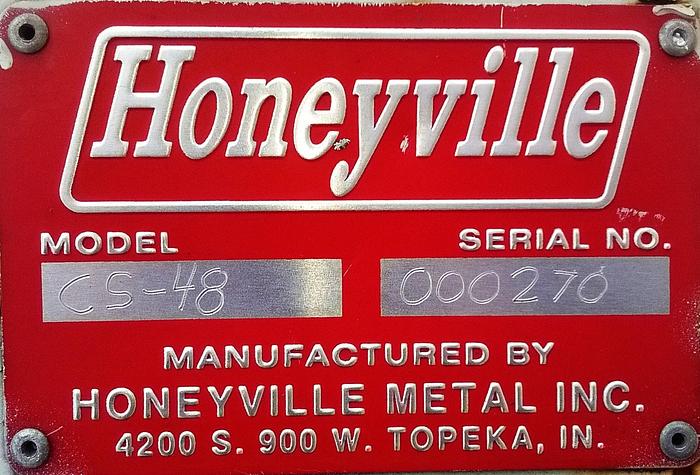 Honeyville
MODEL SERIAL NO.
CS-48 000270
MANUFACTURED BY
HONEYVILLE METAL INC.
4200 S. 900 W. TOPEKA, IN.